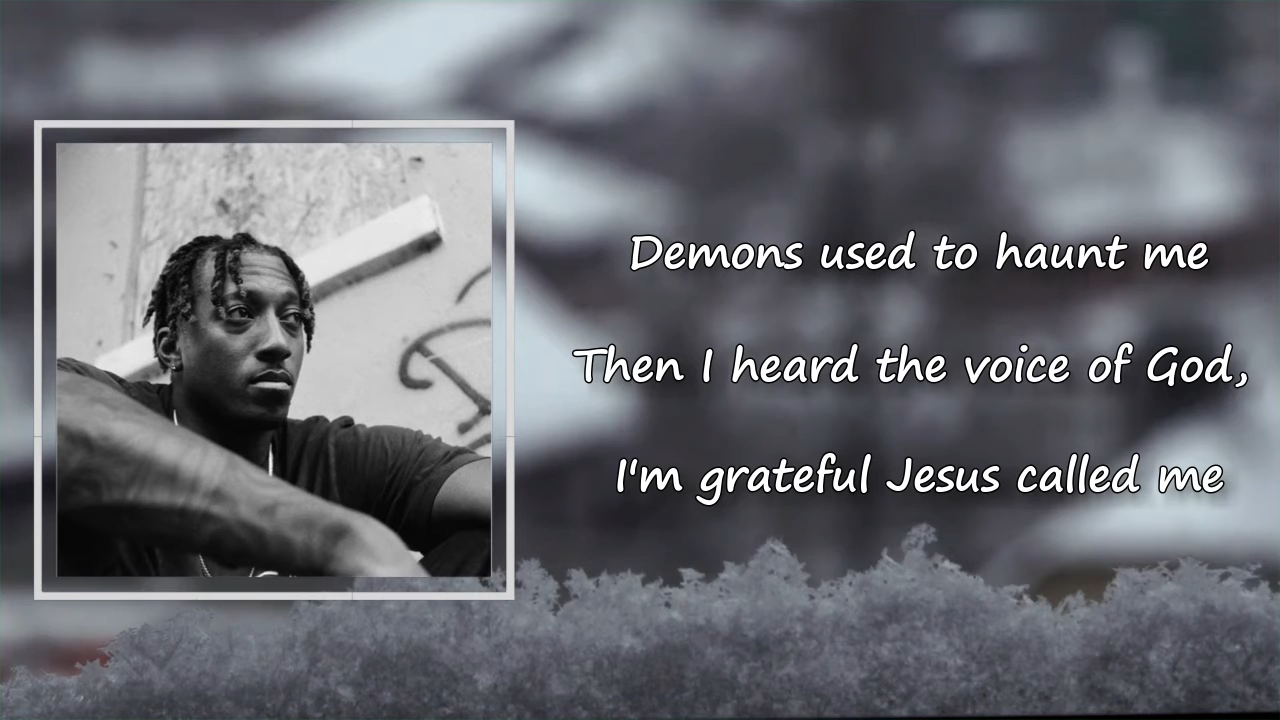 Demons used to haunt me
Then I heard the voice of God,
I'm grateful Jesus called me